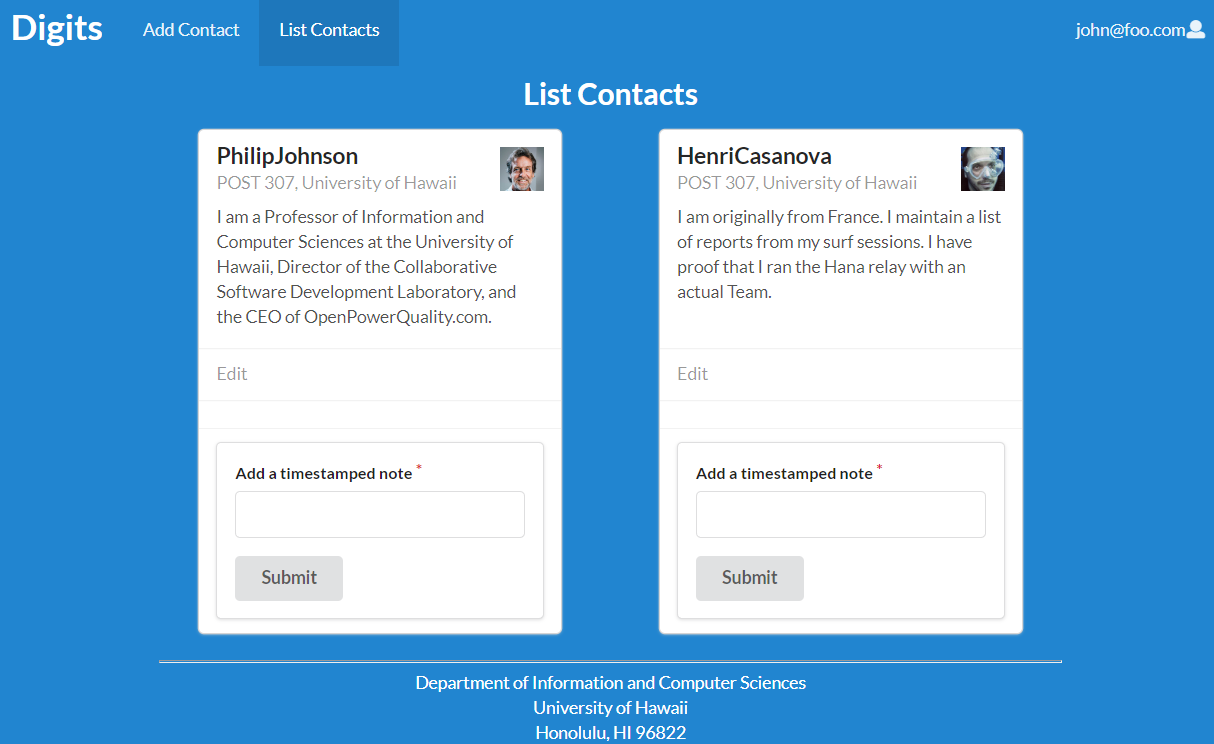 Digits
Add Contact
List Contacts
john@foo.com
List Contacts
PhilipJohnson
POST 307, University of Hawaii
I am a Professor of Information and
Computer Sciences at the University of
Hawaii, Director of the Collaborative
Software Development Laboratory, and
the CEO of OpenPowerQuality.com.
Edit
Add a timestamped note *
Submit
HenriCasanova
POST 307, University of Hawaii
I am originally from France. I maintain a list
of reports from my surf sessions. I have
proof that I ran the Hana relay with an
actual Team.
Edit
Add a timestamped note *
Submit
Department of Information and Computer Sciences
University of Hawaii
Honolulu, HI 96822